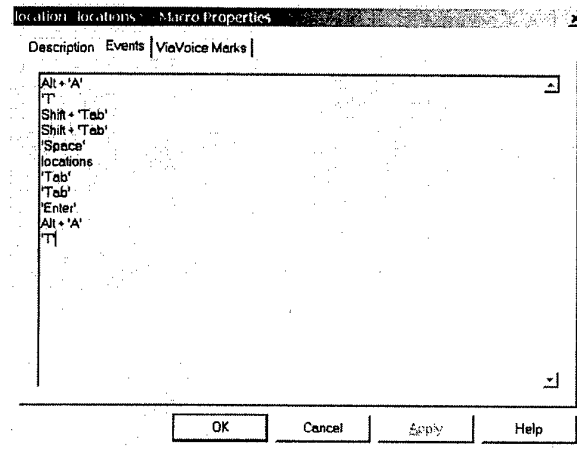 location locations - Macro Properties
Description Events ViaVoice Marks
Alt + 'A'
'T'
Shift + 'Tab'
Shift + 'Tab'
'Space'
locations
'Tab'
'Tab'
'Enter'
Alt + 'A'
'T'
OK Cancel Apply Help